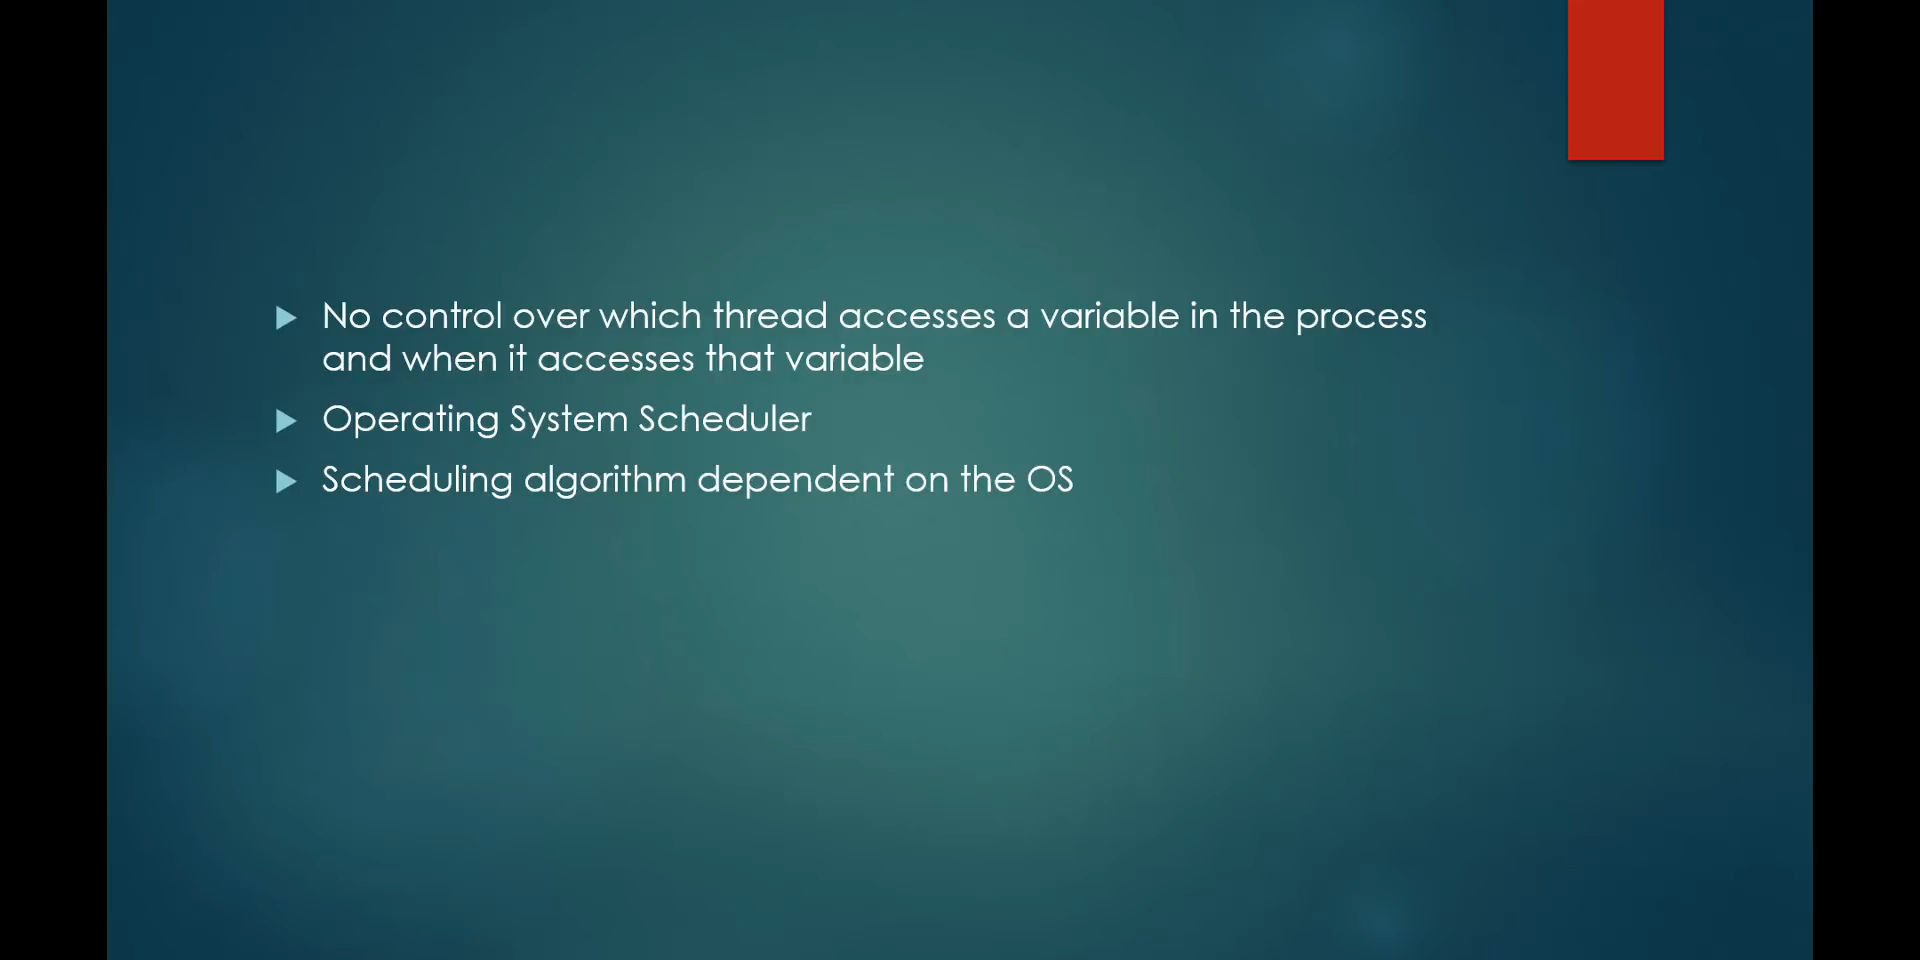 No control over which thread accesses a variable in the process
and when it accesses that variable
Operating System Scheduler
Scheduling algorithm dependent on the OS